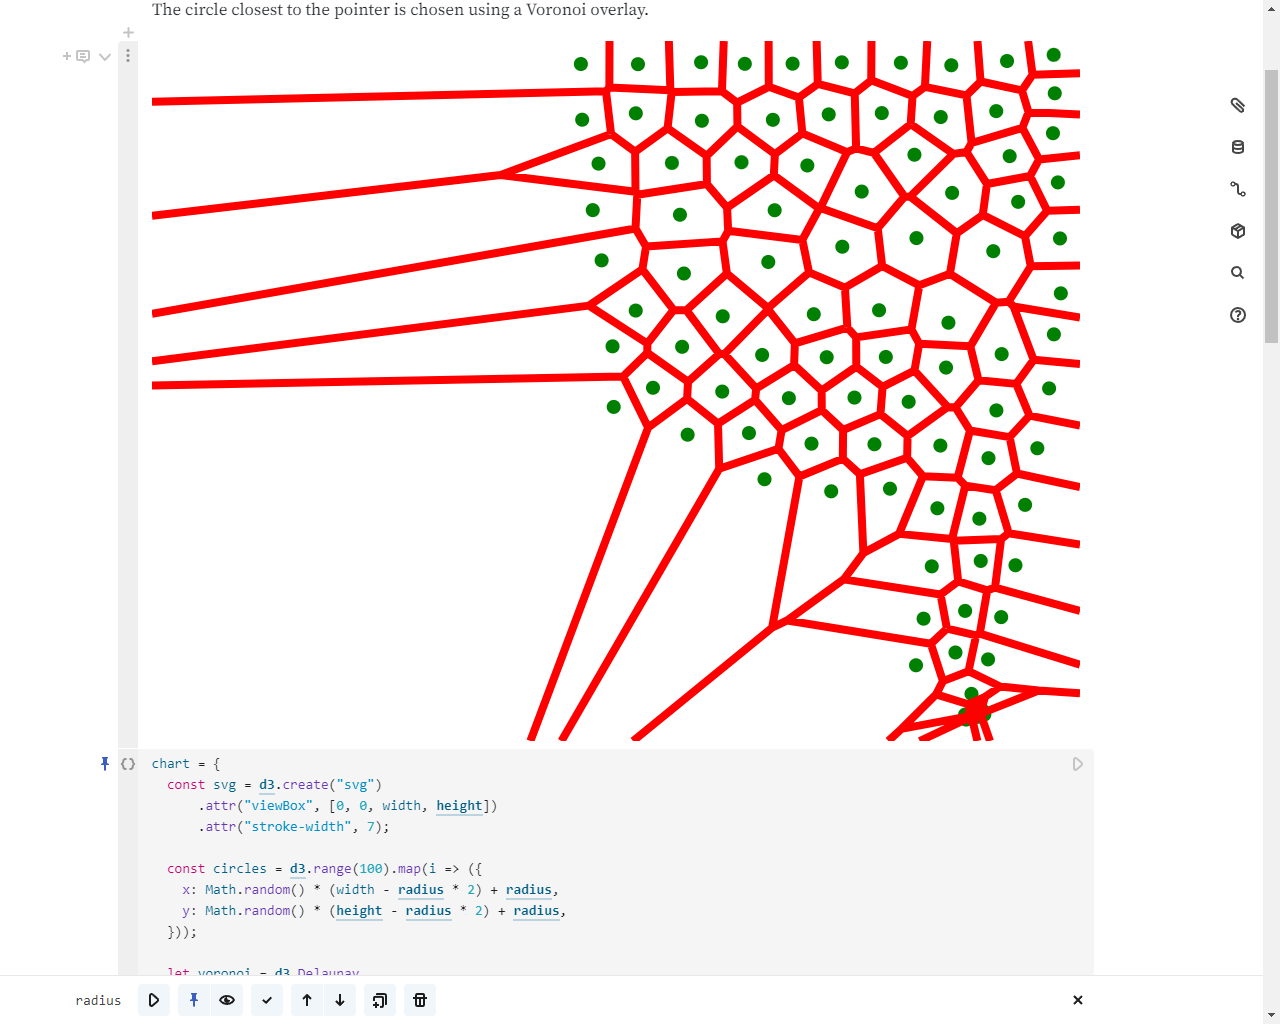 The circle closest to the pointer is chosen using a Voronoi overlay.
chart = {
const svg = d3.create("svg")
.attr("viewBox", [0, 0, width, height])
.attr("stroke-width", 7);
const circles = d3.range(100).map(i => ({
x: Math.random() * (width - radius * 2) + radius,
y: Math.random() * (height - radius * 2) + radius,
}));
let voronoi = d3.Delaunay
radius